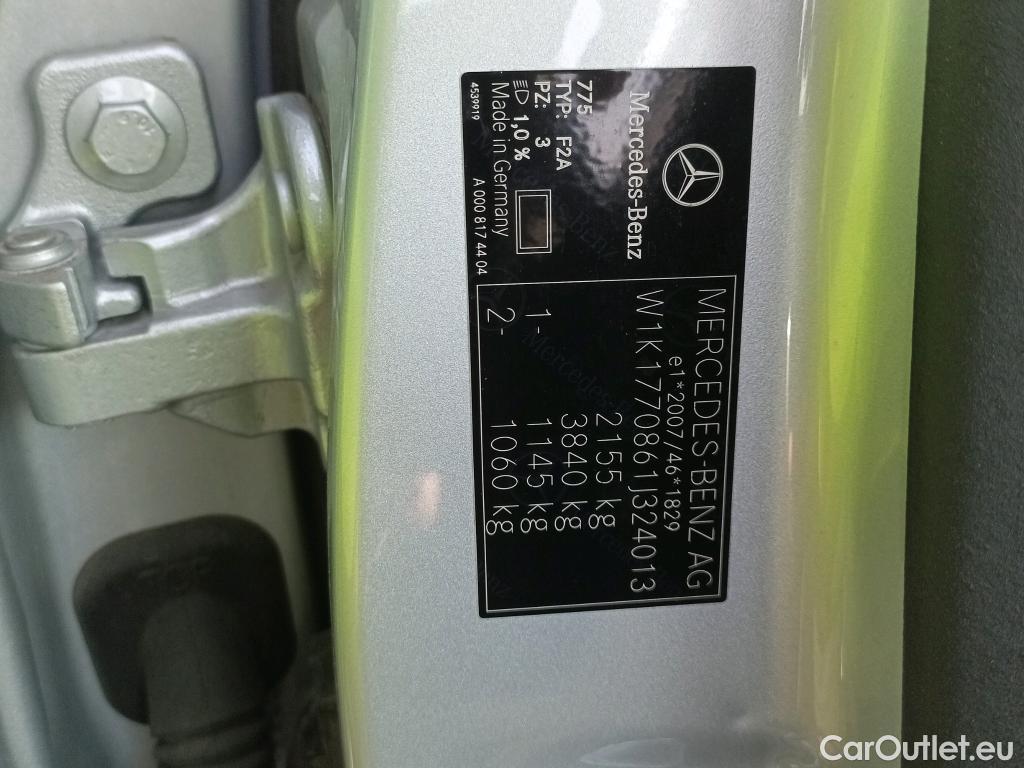 Mercedes-Benz
775
TYP: F2A
PZ: 3
1,0 %
Made in Germany
4539919
A 000 817 44 04
MERCEDES-BENZ AG
e1*2007/46*1829
W1K1770861J324013
2155 kg
3840 kg
1- 1145 kg
2- 1060 kg
CarOutlet.eu